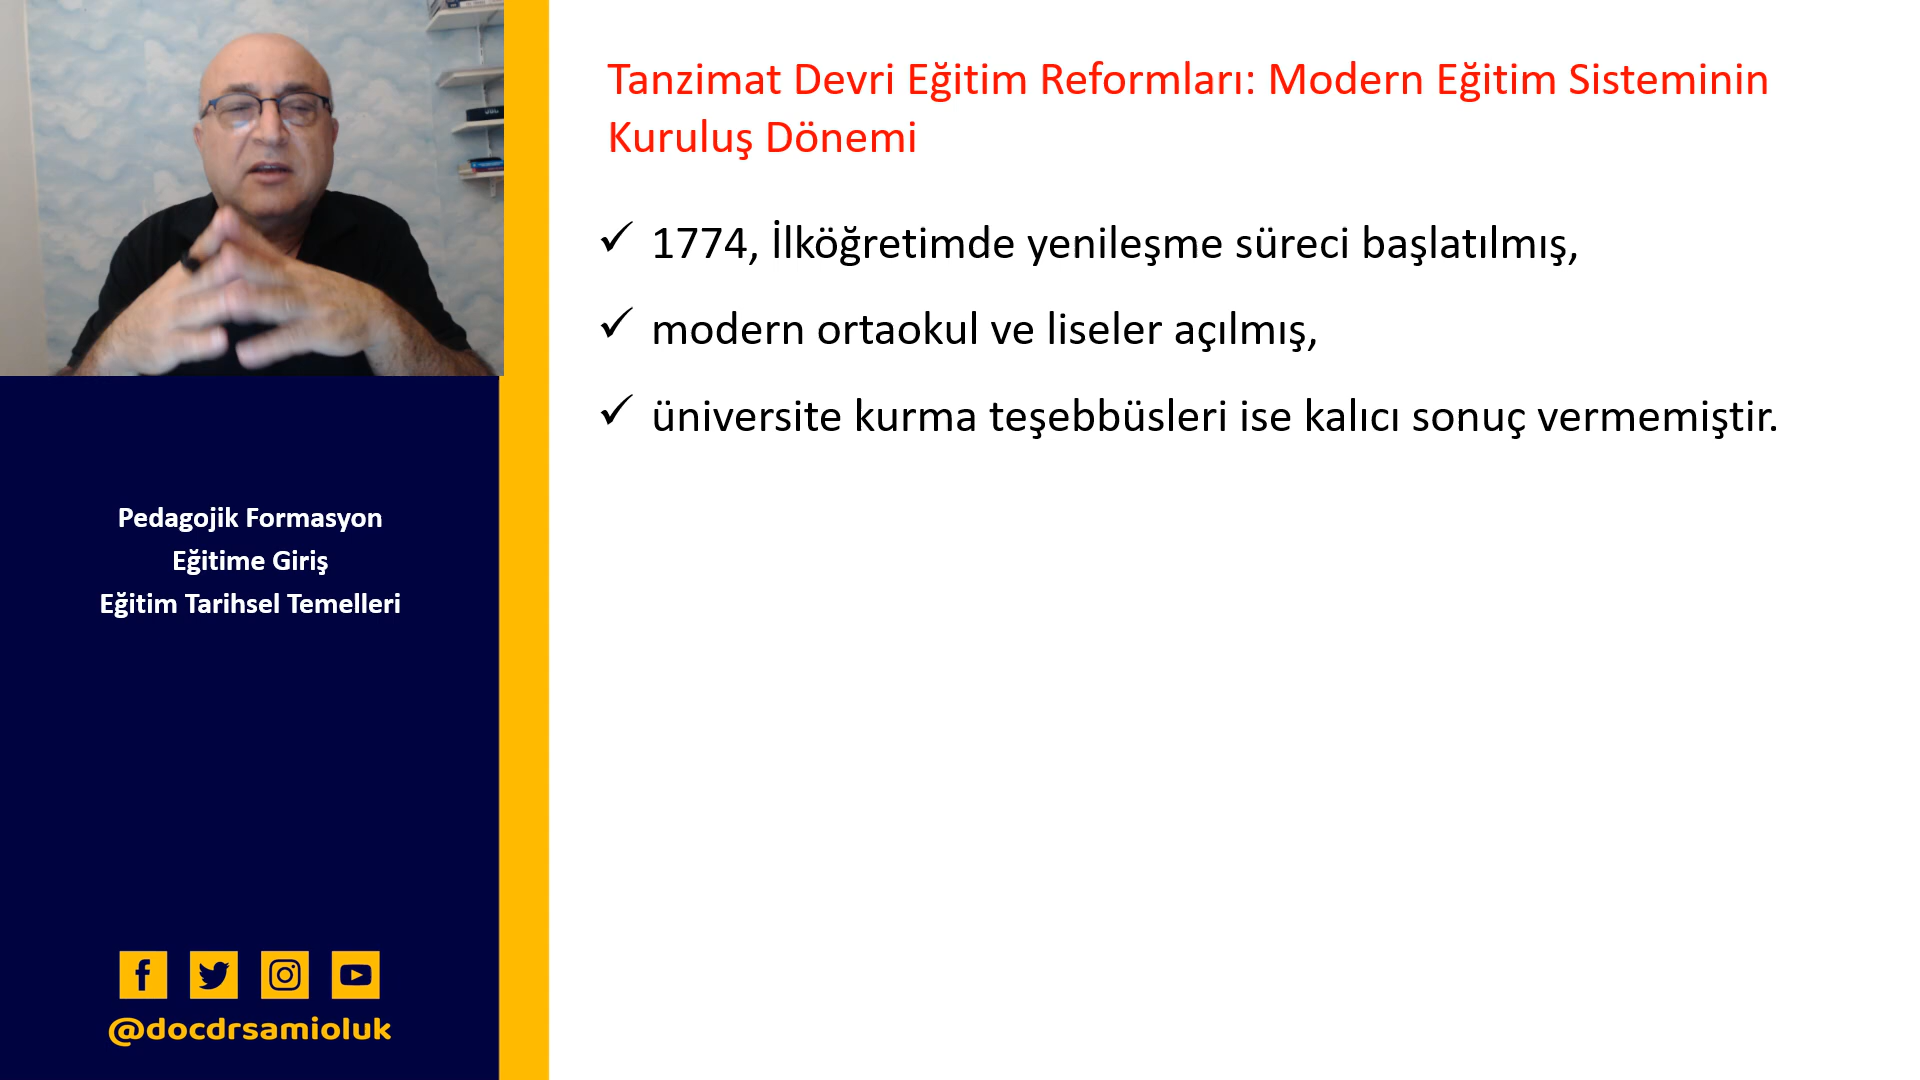 Tanzimat Devri Eğitim Reformları: Modern Eğitim Sisteminin
Kuruluş Dönemi
1774, İlköğretimde yenileşme süreci başlatılmış,
modern ortaokul ve liseler açılmış,
üniversite kurma teşebbüsleri ise kalıcı sonuç vermemiştir.
Pedagojik Formasyon
Eğitime Giriş
Eğitim Tarihsel Temelleri
@docdrsamioluk